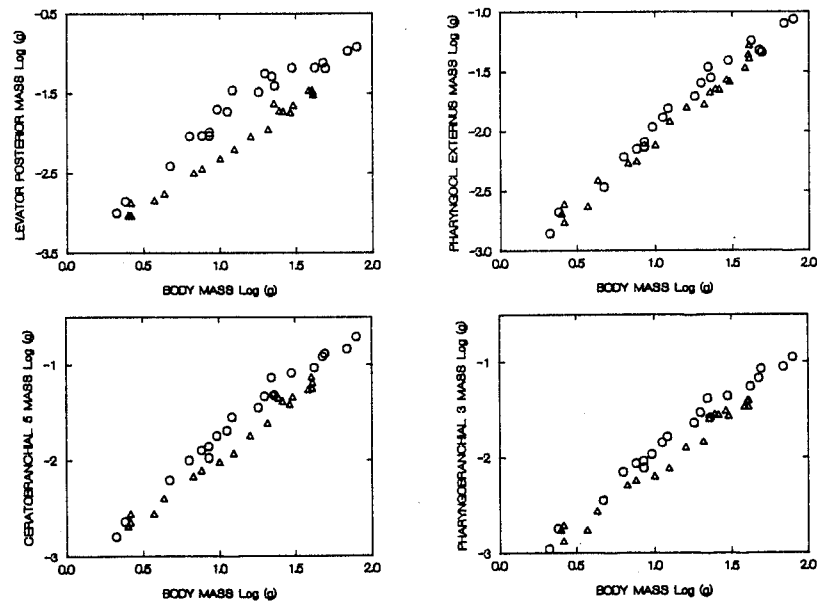 -0.5
-1.5
-2.5
-3.5
LEVATOR POSTERIOR MASS Log (g)
0.0 0.5 1.0 1.5 2.0
BODY MASS Log (g)
-1.0
-1.5
-2.0
-2.5
-3.0
PHARYNGOCL EXTERNUS MASS Log (g)
0.0 0.5 1.0 1.5 2.0
BODY MASS Log (g)
-1
-2
-3
CERATOBRANCHIAL 5 MASS Log (g)
0.0 0.5 1.0 1.5 2.0
BODY MASS Log (g)
-1
-2
-3
PHARYNGOBRANCHIAL 3 MASS Log (g)
0.0 0.5 1.0 1.5 2.0
BODY MASS Log (g)